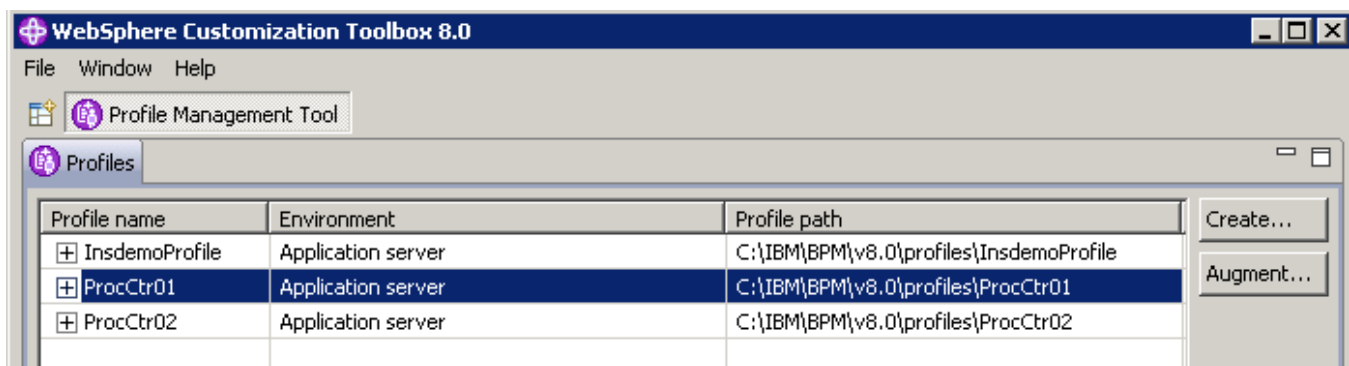 WebSphere Customization Toolbox 8.0
File Window Help
Profile Management Tool
Profiles
Profile name Environment Profile path Create...
InsdemoProfile Application server C:\IBM\BPM\v8.0\profiles\InsdemoProfile
ProcCtr01 Application server C:\IBM\BPM\v8.0\profiles\ProcCtr01 Augment...
ProcCtr02 Application server C:\IBM\BPM\v8.0\profiles\ProcCtr02